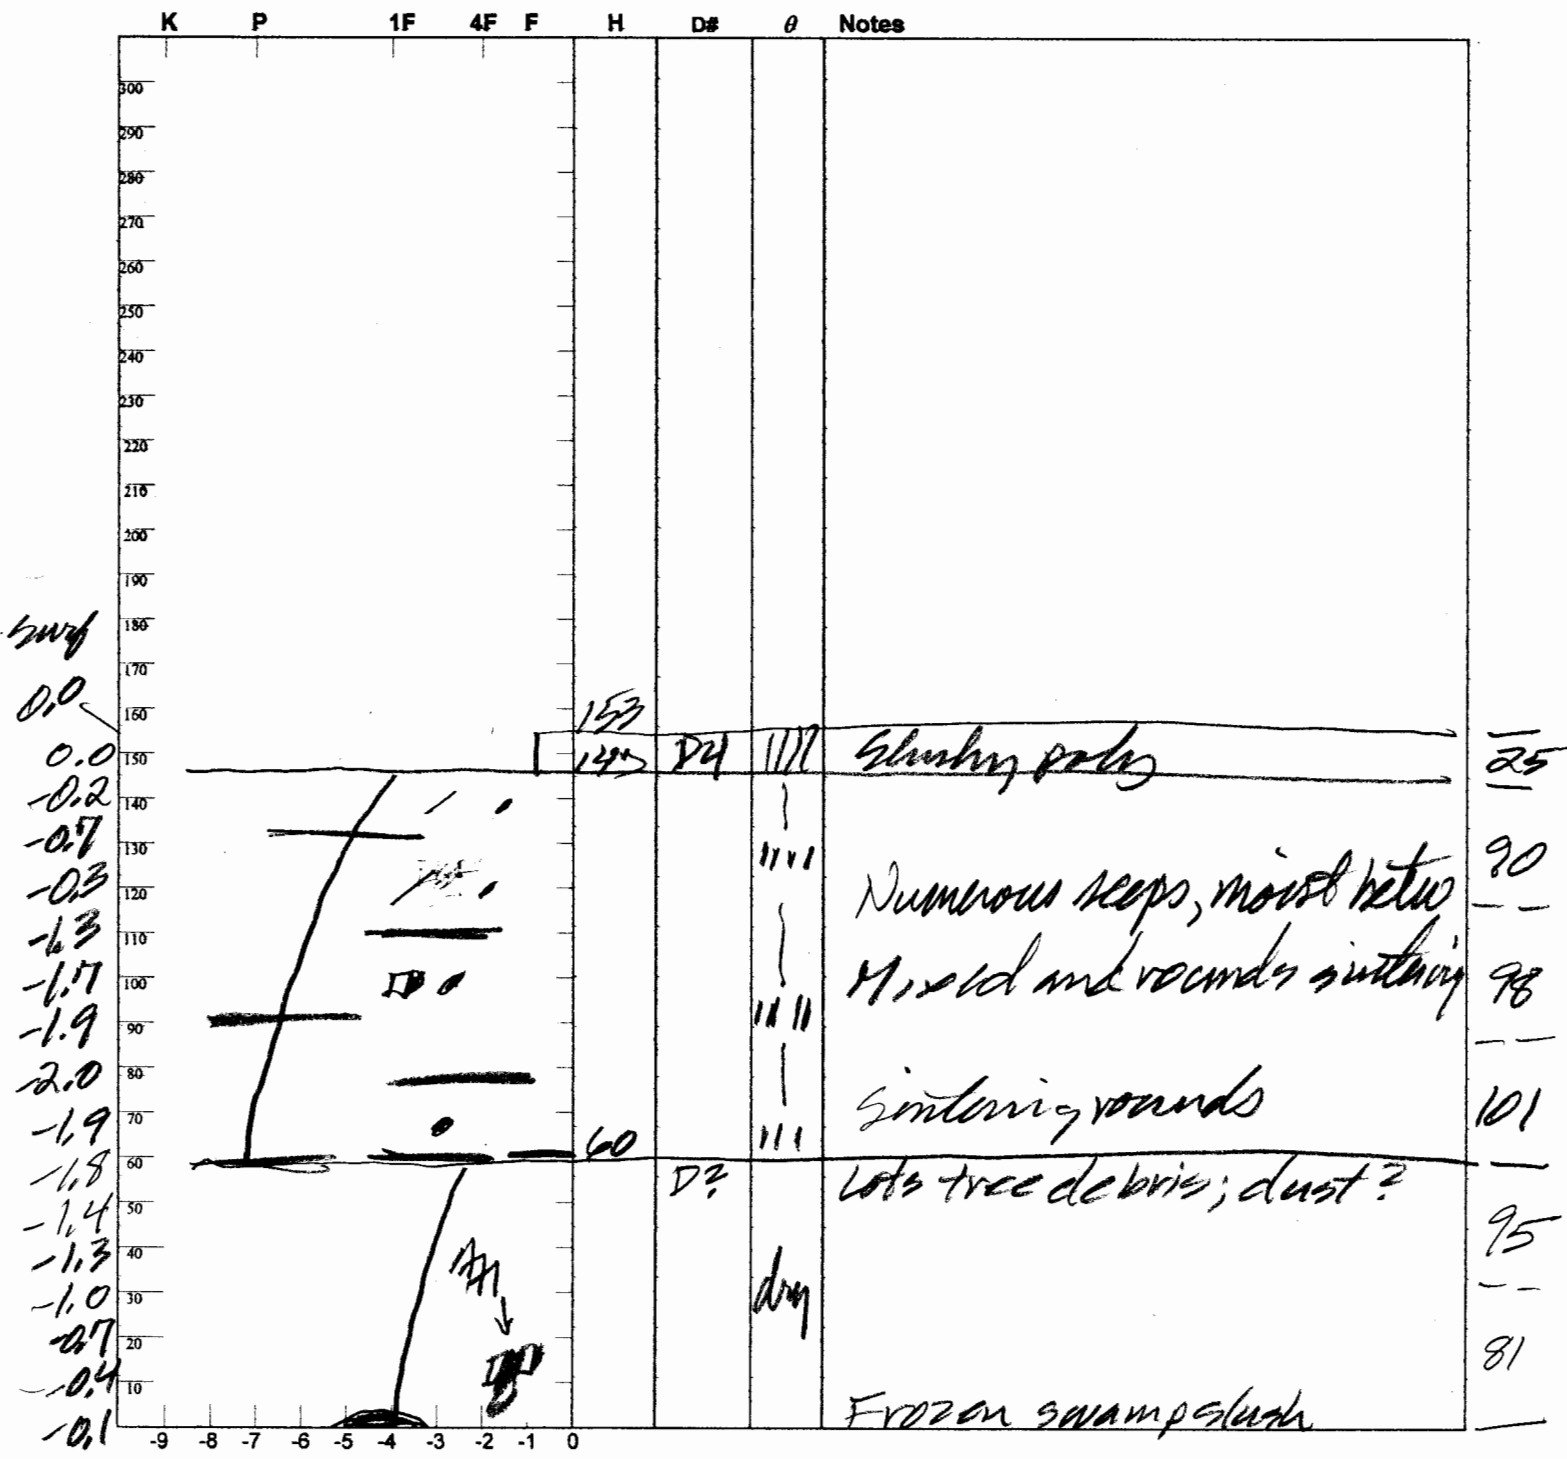 K P 1F 4F F H D# θ Notes
300
290
280
270
260
250
240
230
220
210
200
190
Surf 180
170
0.0 160 153
0.0 150 D4 Slushy poly 25
-0.2 140
-0.7 130
90
-0.3 120 Numerous seeps, moist betw
-1.3 110
-1.7 100 Mixed and rounds sintering 98
-1.9 90
-2.0 80
-1.9 70 Sintering rounds 101
-1.8 60 60
D? Lots tree debris; dust?
-1.4 50 95
-1.3 40
-1.0 30 dry
-0.7 20
81
-0.4 10
-0.1 Frozen swamp slush
-9 -8 -7 -6 -5 -4 -3 -2 -1 0